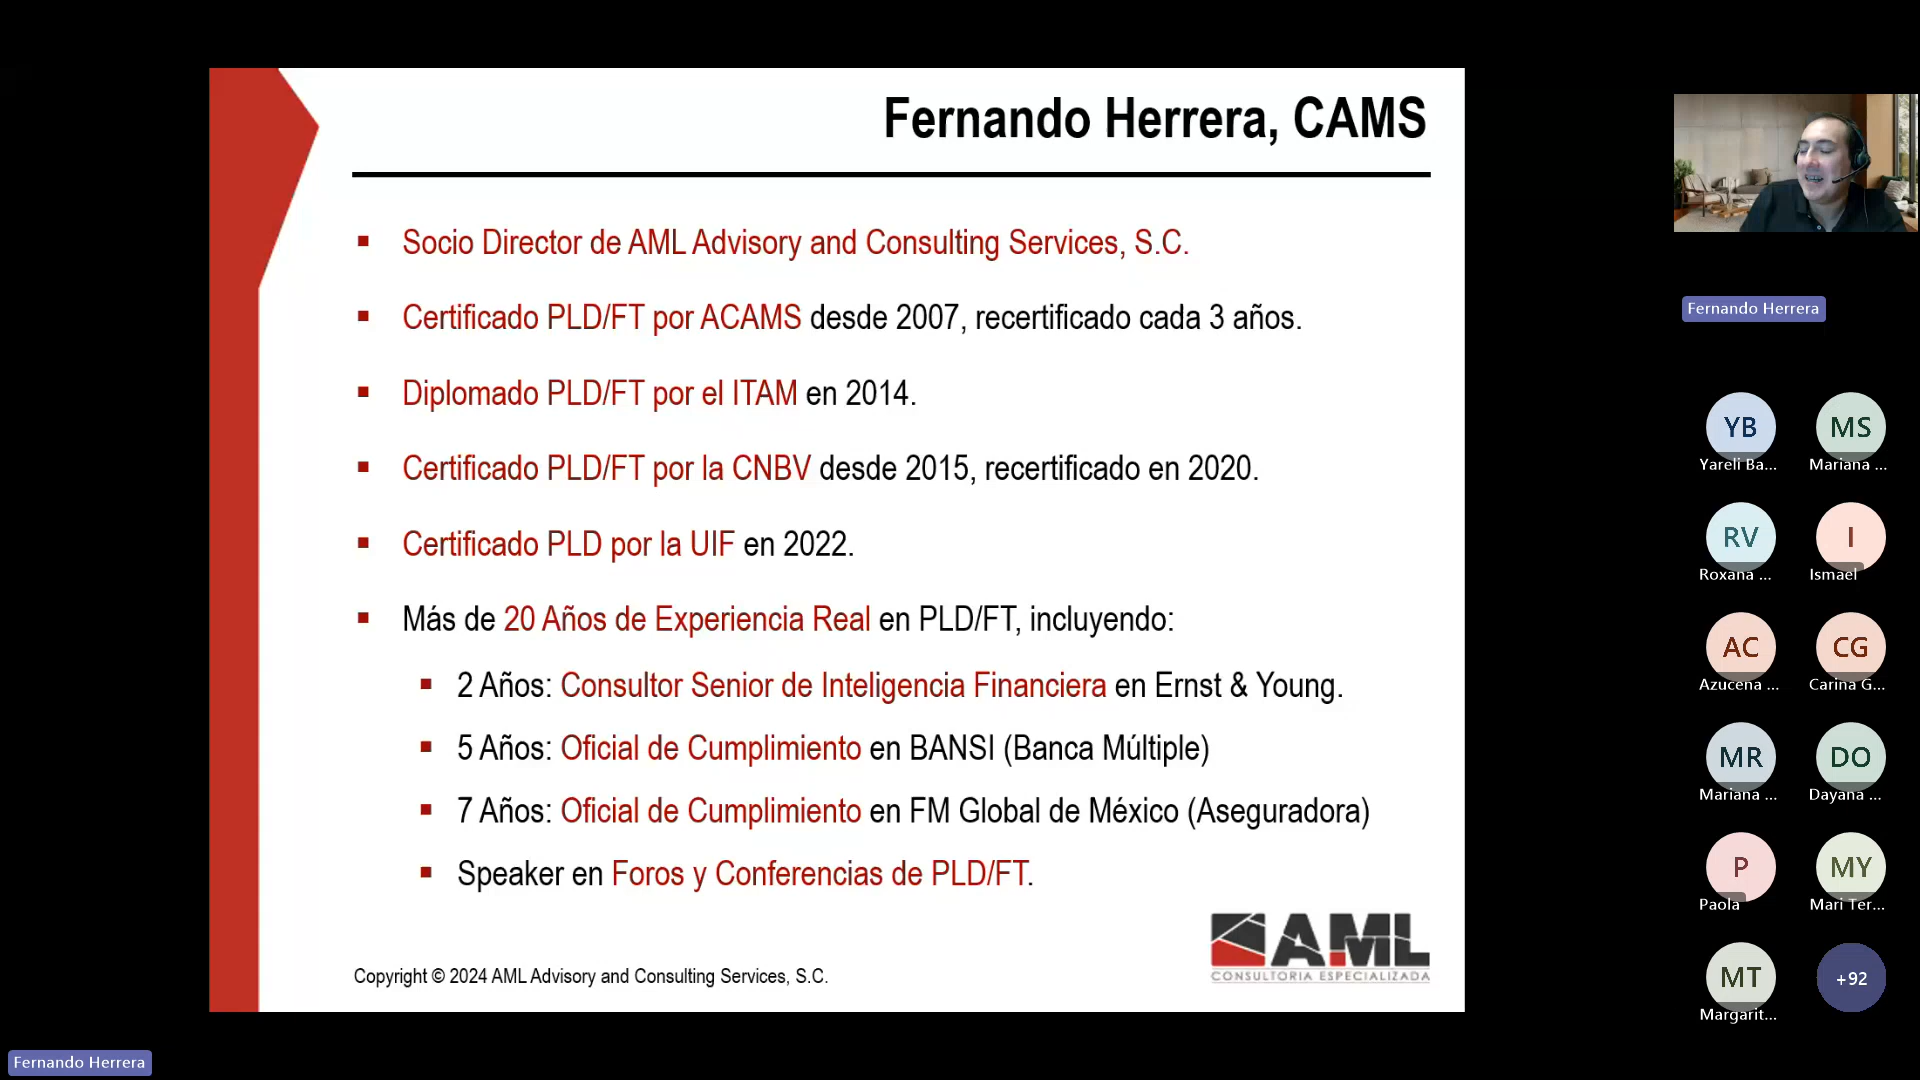 Fernando Herrera, CAMS
Socio Director de AML Advisory and Consulting Services, S.C.
Certificado PLD/FT por ACAMS desde 2007, recertificado cada 3 años.
Diplomado PLD/FT por el ITAM en 2014.
Certificado PLD/FT por la CNBV desde 2015, recertificado en 2020.
Certificado PLD por la UIF en 2022.
Más de 20 Años de Experiencia Real en PLD/FT, incluyendo:
2 Años: Consultor Senior de Inteligencia Financiera en Ernst & Young.
5 Años: Oficial de Cumplimiento en BANSI (Banca Múltiple)
7 Años: Oficial de Cumplimiento en FM Global de México (Aseguradora)
Speaker en Foros y Conferencias de PLD/FT.
AML
CONSULTORIA ESPECIALIZADA
Copyright © 2024 AML Advisory and Consulting Services, S.C.
Fernando Herrera
Fernando Herrera
YB MS
Yareli Ba... Mariana ...
RV I
Roxana ... Ismael
AC CG
Azucena ... Carina G...
MR DO
Mariana ... Dayana ...
P MY
Paola Mari Ter...
MT +92
Margarit...